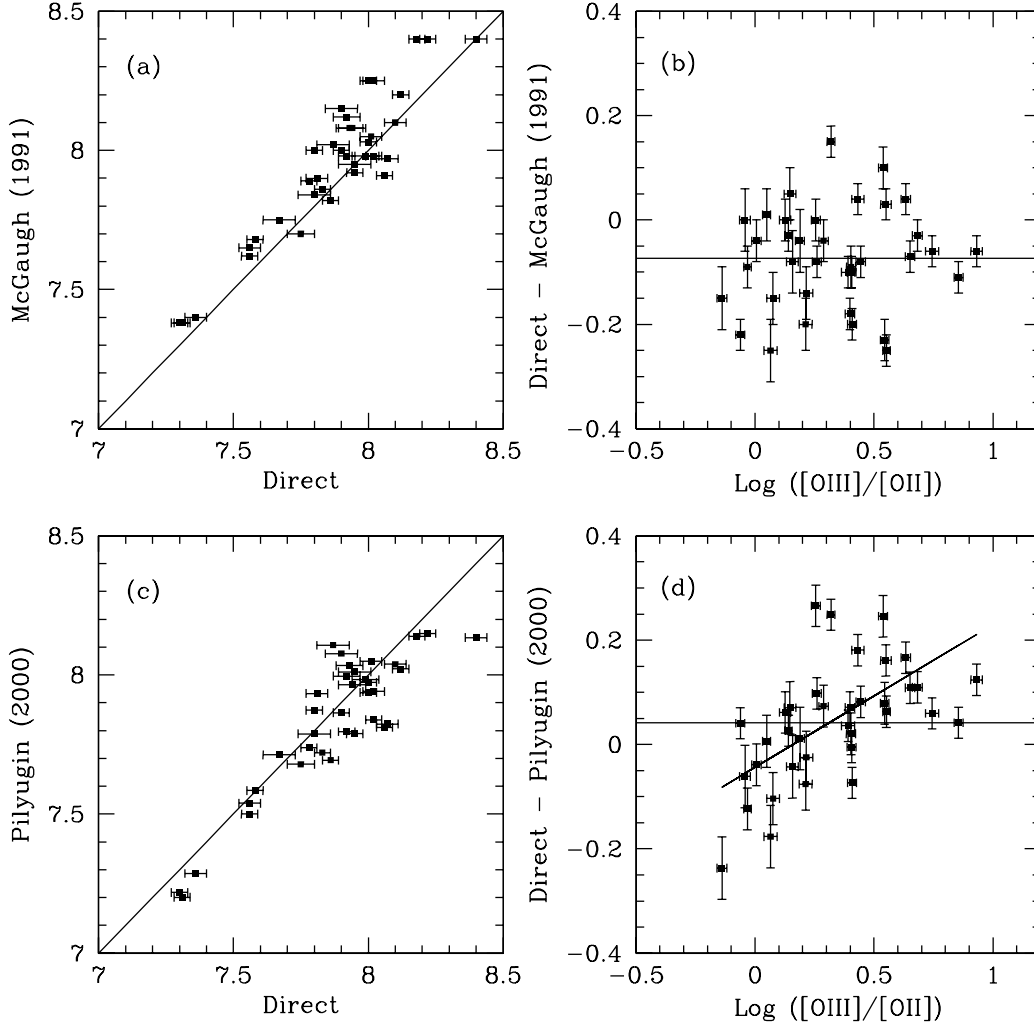 8.5
(a)
8
7.5
7
7
7.5
8
8.5
McGaugh (1991)
Direct
0.4
(b)
0.2
0
−0.2
−0.4
−0.5
0
0.5
1
Direct − McGaugh (1991)
Log ([OIII]/[OII])
8.5
(c)
8
7.5
7
7
7.5
8
8.5
Pilyugin (2000)
Direct
0.4
(d)
0.2
0
−0.2
−0.4
−0.5
0
0.5
1
Direct − Pilyugin (2000)
Log ([OIII]/[OII])